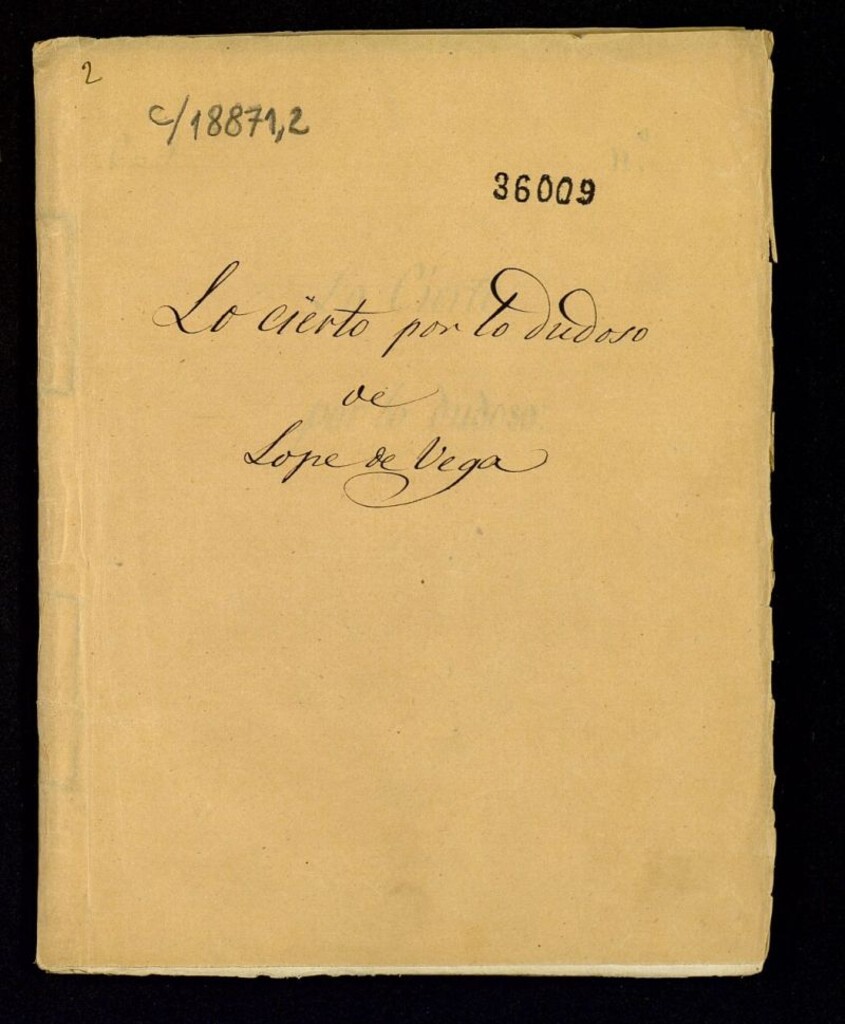 2
C/18871,2
36009
Lo cierto por lo dudoso
de
Lope de Vega